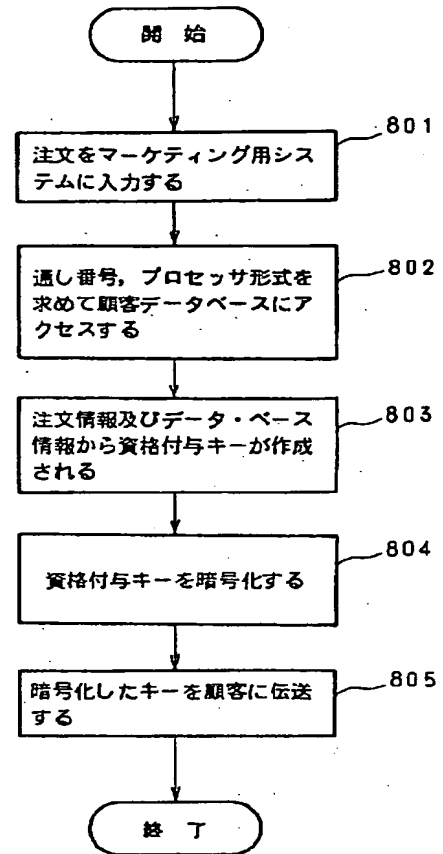 開 始
801
注文をマーケティング用シス
テムに入力する
802
通し番号，プロセッサ形式を
求めて顧客データベースにア
クセスする
803
注文情報及びデータ・ベース
情報から資格付与キーが作成
される
804
資格付与キーを暗号化する
805
暗号化したキーを顧客に伝送
する
終 了